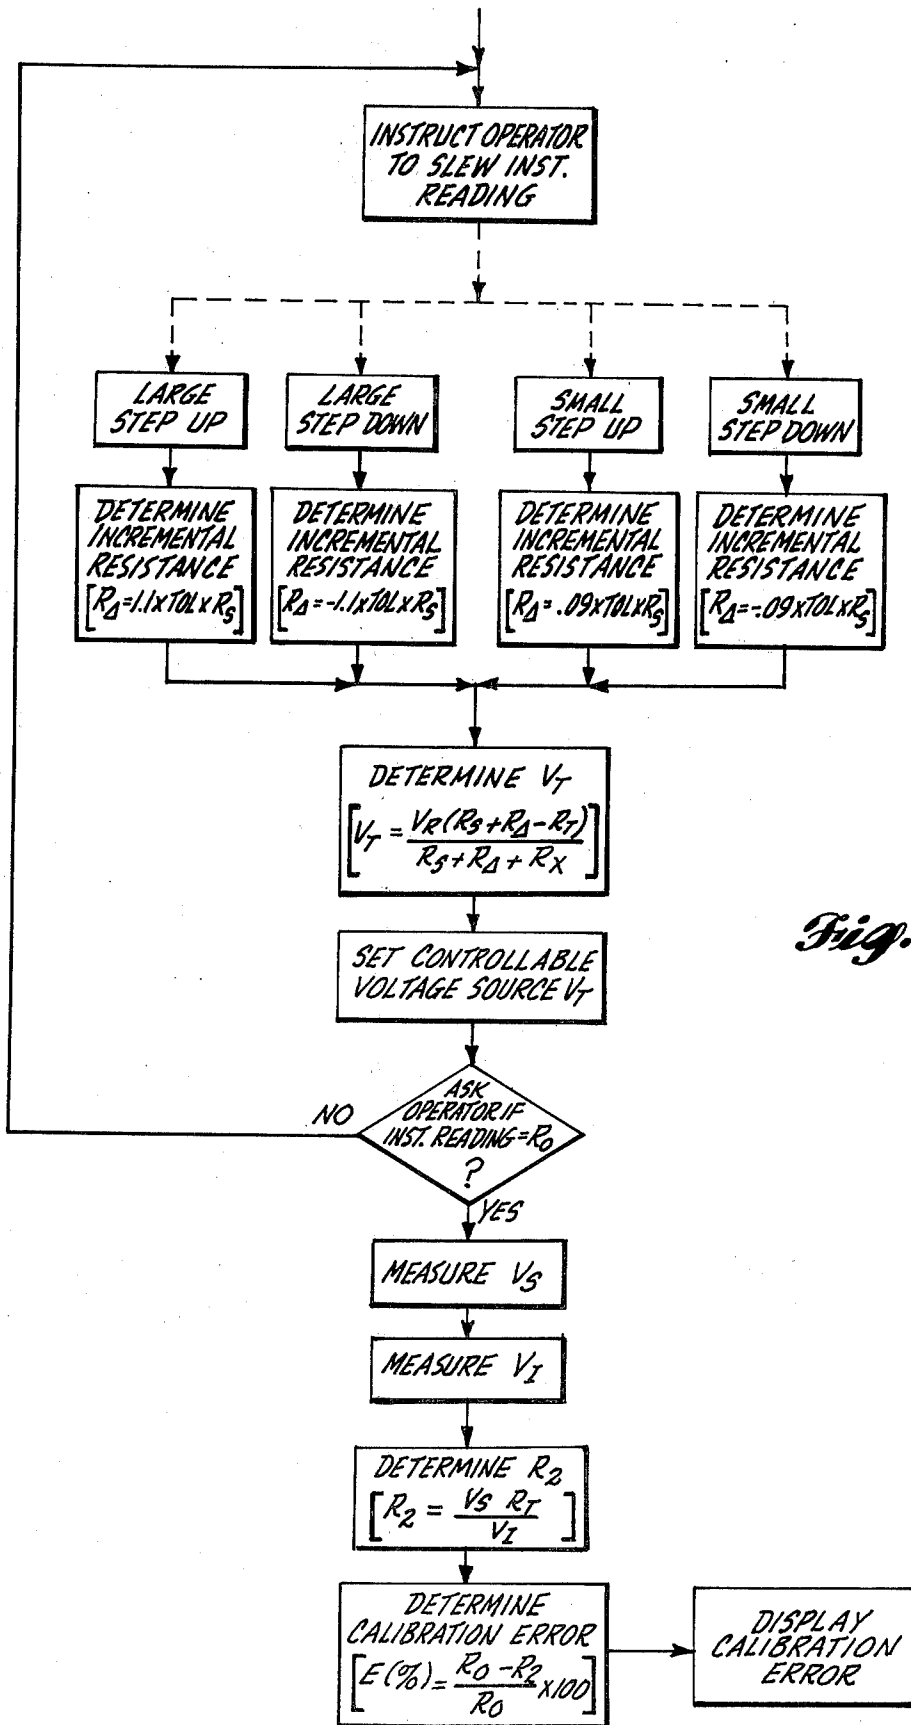 INSTRUCT OPERATOR
TO SLEW INST.
READING
LARGE
STEP UP
LARGE
STEP DOWN
SMALL
STEP UP
SMALL
STEP DOWN
DETERMINE
INCREMENTAL
RESISTANCE
[RΔ=1.1xTOLxRS]
DETERMINE
INCREMENTAL
RESISTANCE
[RΔ=-1.1xTOLxRS]
DETERMINE
INCREMENTAL
RESISTANCE
[RΔ=.09xTOLxRS]
DETERMINE
INCREMENTAL
RESISTANCE
[RΔ=-.09xTOLxRS]
DETERMINE VT
[VT = VR(RS+RΔ-RT) / RS+RΔ+RX]
Fig.
SET CONTROLLABLE
VOLTAGE SOURCE VT
ASK
OPERATOR IF
INST. READING=RO
?
NO
YES
MEASURE VS
MEASURE VI
DETERMINE R2
[R2 = VS RT / VI]
DETERMINE
CALIBRATION ERROR
[E(%)= RO-R2 / RO x100]
DISPLAY
CALIBRATION
ERROR